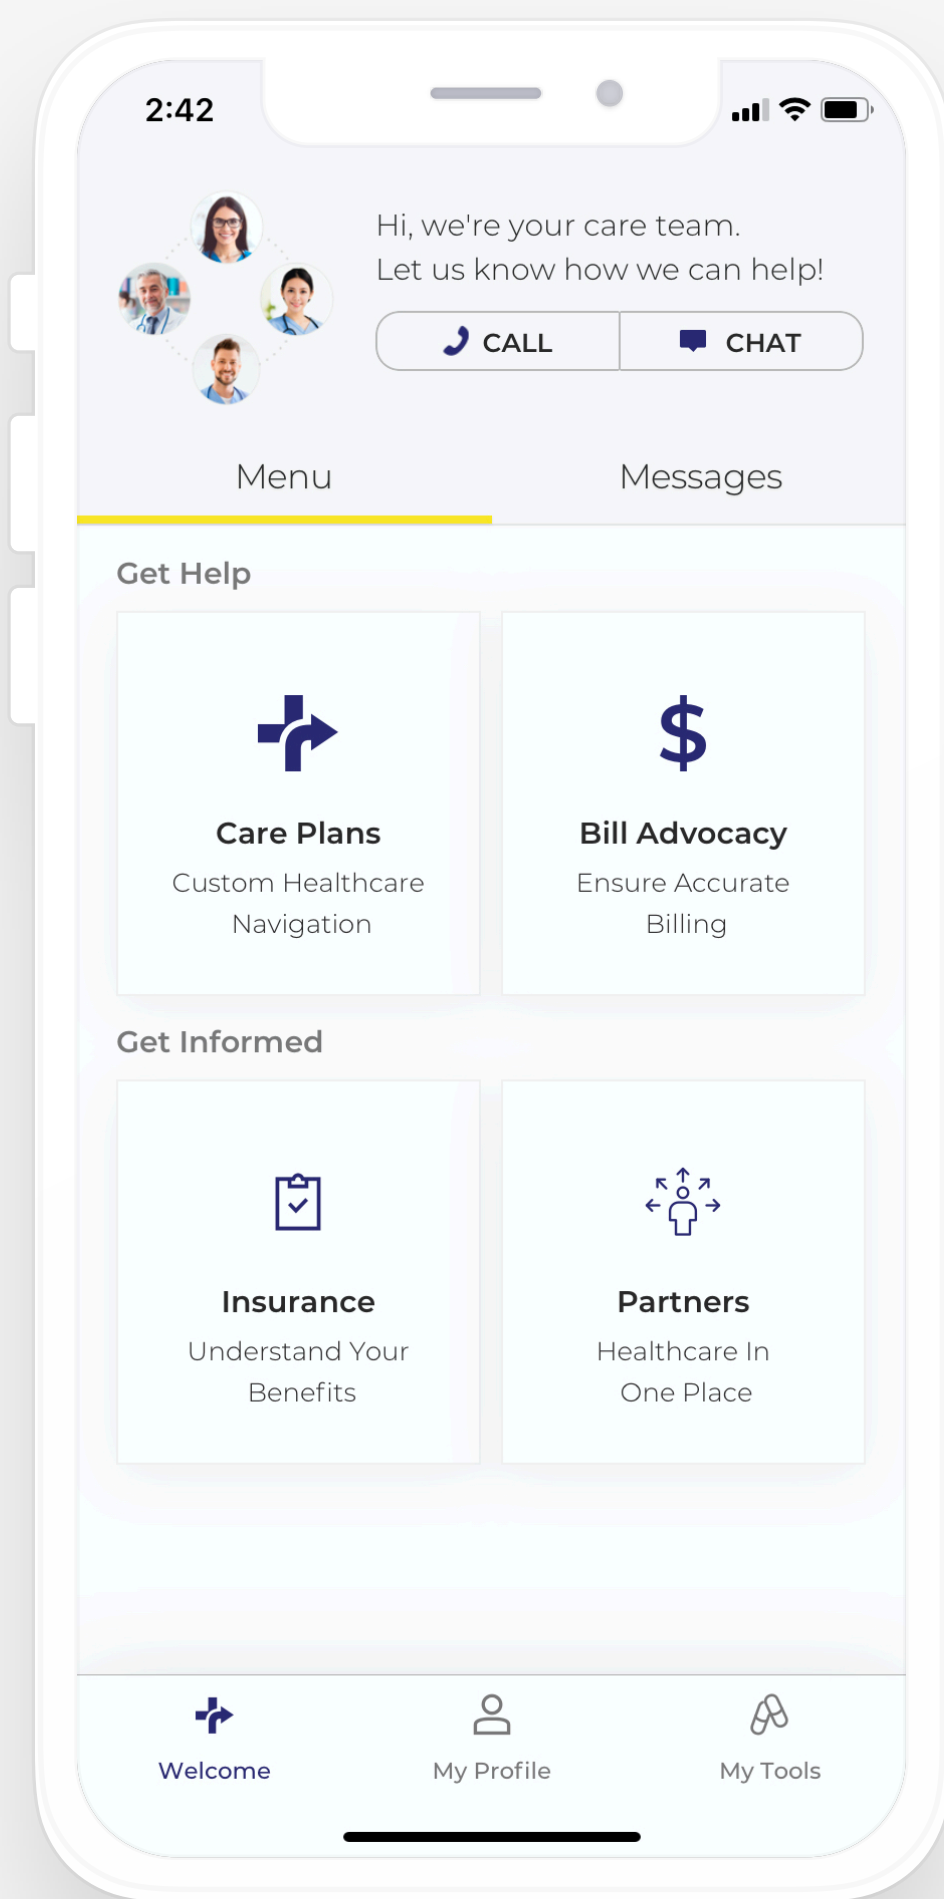 2:42
Hi, we're your care team.
Let us know how we can help!
CALL
CHAT
Menu
Messages
Get Help
Care Plans
Custom Healthcare
Navigation
$
Bill Advocacy
Ensure Accurate
Billing
Get Informed
Insurance
Understand Your
Benefits
Partners
Healthcare In
One Place
Welcome
My Profile
My Tools